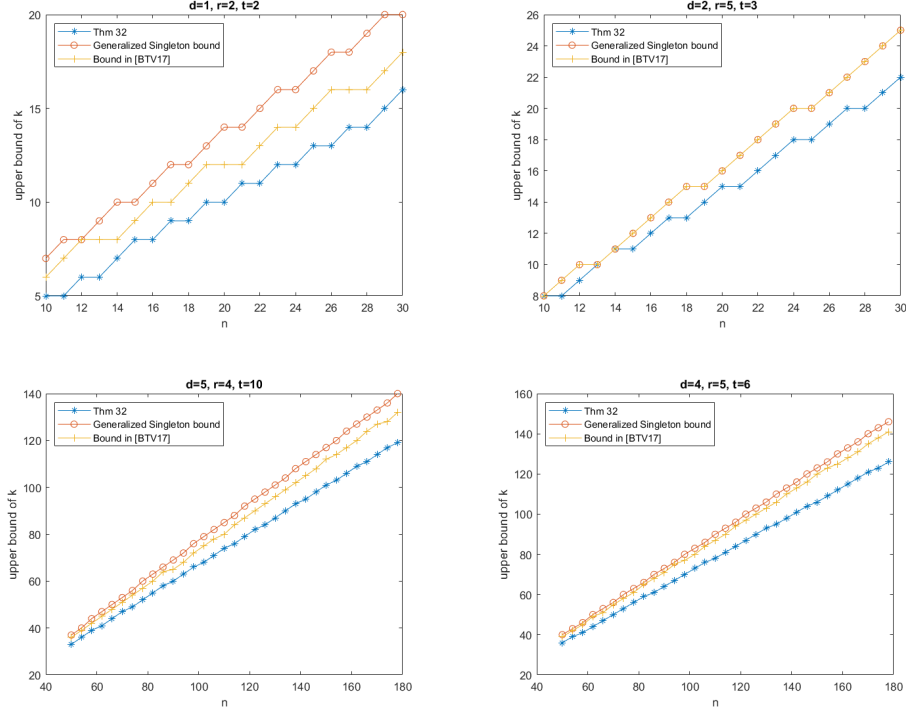 d=1, r=2, t=2
20
15
10
5
Thm 32
Generalized Singleton bound
Bound in [BTV17]
upper bound of k
10 12 14 16 18 20 22 24 26 28 30
n
d=2, r=5, t=3
26
24
22
20
18
16
14
12
10
8
Thm 32
Generalized Singleton bound
Bound in [BTV17]
upper bound of k
10 12 14 16 18 20 22 24 26 28 30
n
d=5, r=4, t=10
140
120
100
80
60
40
20
Thm 32
Generalized Singleton bound
Bound in [BTV17]
upper bound of k
40 60 80 100 120 140 160 180
n
d=4, r=5, t=6
160
140
120
100
80
60
40
20
Thm 32
Generalized Singleton bound
Bound in [BTV17]
upper bound of k
40 60 80 100 120 140 160 180
n